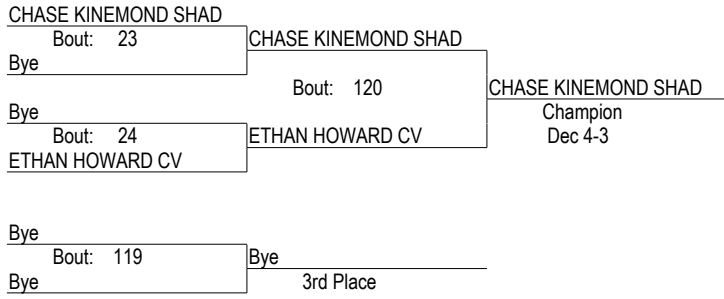 CHASE KINEMOND SHAD
Bout: 23
CHASE KINEMOND SHAD
Bye
Bout: 120
CHASE KINEMOND SHAD
Bye
Champion
Bout: 24
ETHAN HOWARD CV
Dec 4-3
ETHAN HOWARD CV
Bye
Bout: 119
Bye
Bye
3rd Place